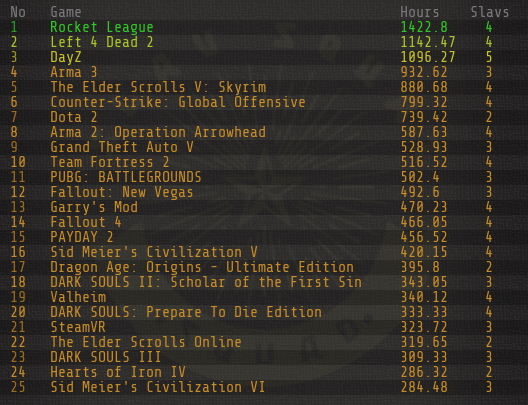 No Game Hours Slavs
1 Rocket League 1422.8 4
2 Left 4 Dead 2 1142.47 4
3 DayZ 1096.27 5
4 Arma 3 932.62 3
5 The Elder Scrolls V: Skyrim 880.68 4
6 Counter-Strike: Global Offensive 799.32 4
7 Dota 2 739.42 2
8 Arma 2: Operation Arrowhead 587.63 4
9 Grand Theft Auto V 528.93 3
10 Team Fortress 2 516.52 4
11 PUBG: BATTLEGROUNDS 502.4 3
12 Fallout: New Vegas 492.6 3
13 Garry's Mod 470.23 4
14 Fallout 4 466.05 4
15 PAYDAY 2 456.52 4
16 Sid Meier's Civilization V 420.15 4
17 Dragon Age: Origins - Ultimate Edition 395.8 2
18 DARK SOULS II: Scholar of the First Sin 343.05 3
19 Valheim 340.12 4
20 DARK SOULS: Prepare To Die Edition 333.33 4
21 SteamVR 323.72 3
22 The Elder Scrolls Online 319.65 2
23 DARK SOULS III 309.33 3
24 Hearts of Iron IV 286.32 2
25 Sid Meier's Civilization VI 284.48 3